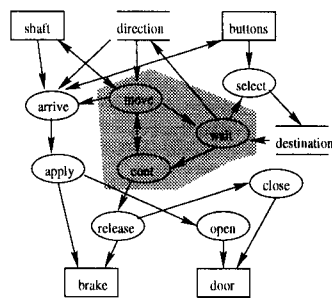 shaft direction buttons
select
arrive move
wait
destination
apply cont
close
release open
brake door